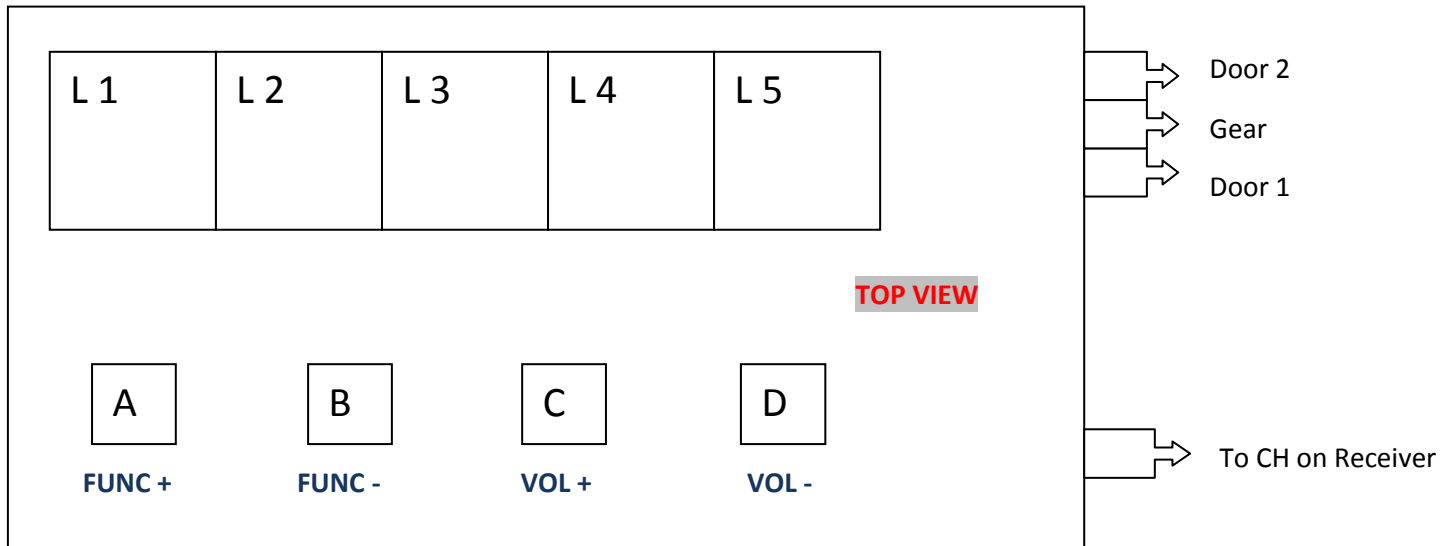 L 1 L 2 L 3 L 4 L 5
Door 2
Gear
Door 1
TOP VIEW
A B C D
FUNC + FUNC - VOL + VOL -
To CH on Receiver